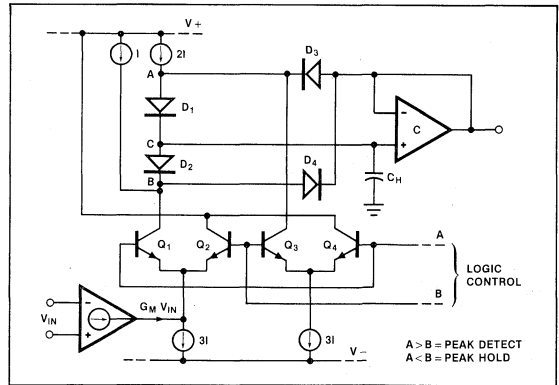 V+
I
2I
A
D3
D1
C
D2
B
D4
C
CH
Q1
Q2
Q3
Q4
A
B
LOGIC
CONTROL
VIN
GM VIN
3I
3I
V−
A>B = PEAK DETECT
A<B = PEAK HOLD
−
+
−
+